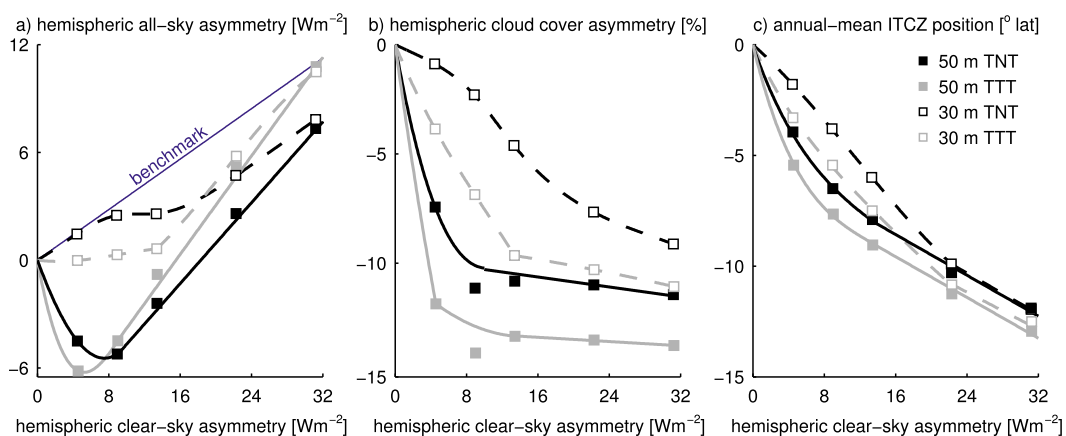 a) hemispheric all−sky asymmetry [Wm−2]
12
6
0
−6
benchmark
0 8 16 24 32
hemispheric clear−sky asymmetry [Wm−2]
b) hemispheric cloud cover asymmetry [%]
−0
−5
−10
−15
0 8 16 24 32
hemispheric clear−sky asymmetry [Wm−2]
c) annual−mean ITCZ position [o lat]
0
−5
−10
−15
50 m TNT
50 m TTT
30 m TNT
30 m TTT
0 8 16 24 32
hemispheric clear−sky asymmetry [Wm−2]